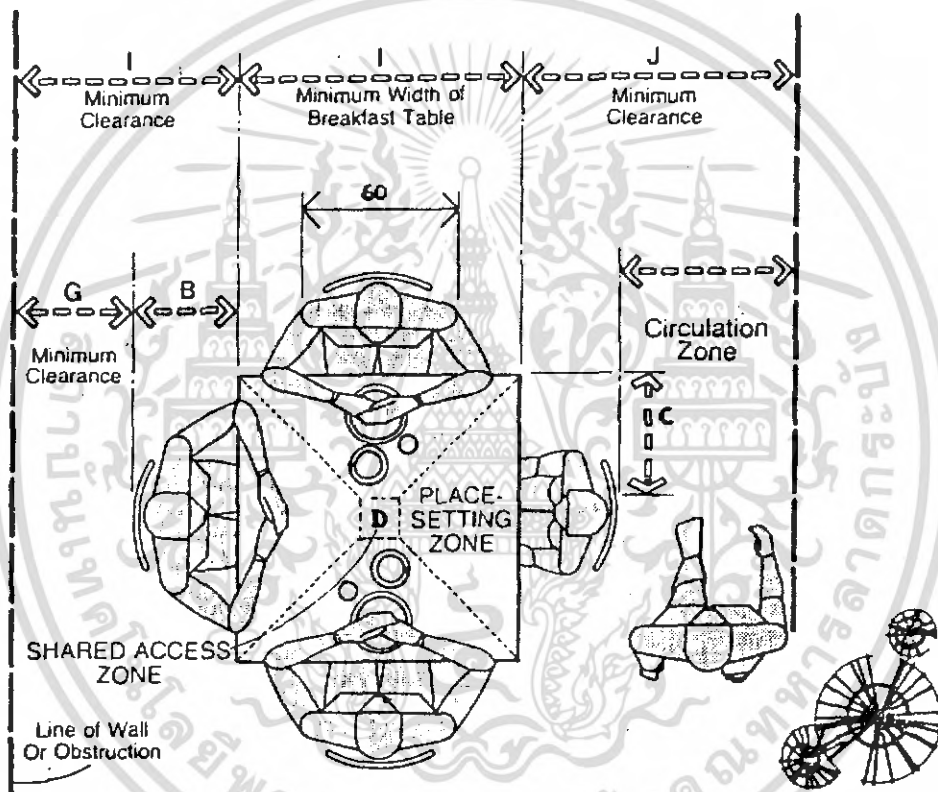 I
I
J
Minimum
Clearance
Minimum Width of
Breakfast Table
Minimum
Clearance
60
G
B
Minimum
Clearance
Circulation
Zone
C
PLACE-
SETTING
ZONE
D
SHARED ACCESS
ZONE
Line of Wall
Or Obstruction